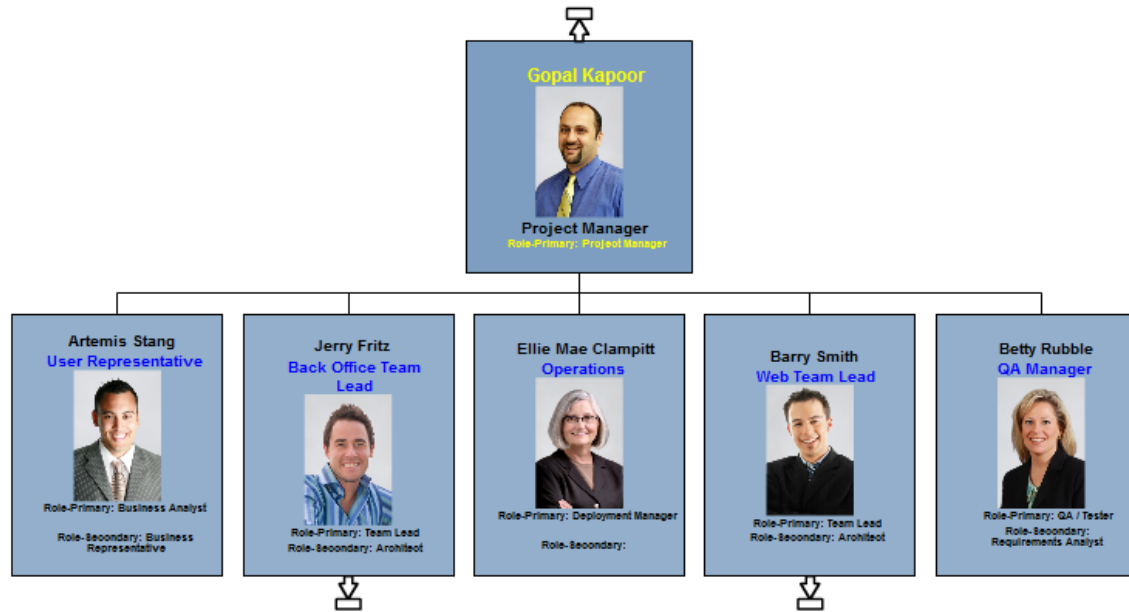 Gopal Kapoor
Project Manager
Role-Primary: Project Manager
Artemis Stang
User Representative
Role-Primary: Business Analyst
Role-Secondary: Business
Representative
Jerry Fritz
Back Office Team
Lead
Role-Primary: Team Lead
Role-Secondary: Architect
Ellie Mae Clampitt
Operations
Role-Primary: Deployment Manager
Role-Secondary:
Barry Smith
Web Team Lead
Role-Primary: Team Lead
Role-Secondary: Architect
Betty Rubble
QA Manager
Role-Primary: QA / Tester
Role-Secondary:
Requirements Analyst